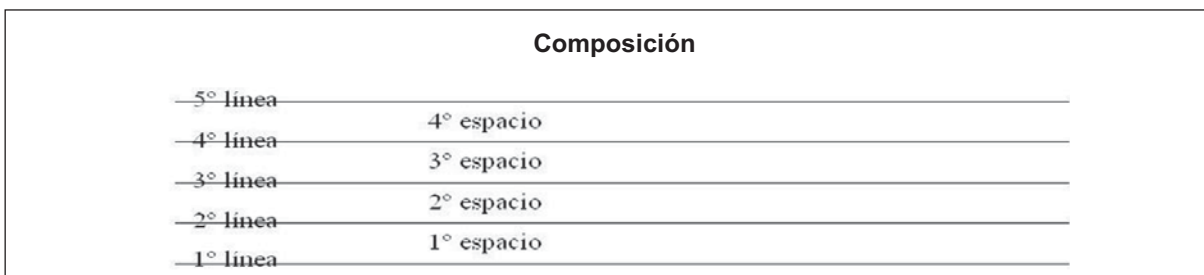 Composición
5° línea
4° espacio
4° línea
3° espacio
3° línea
2° espacio
2° línea
1° espacio
1° línea